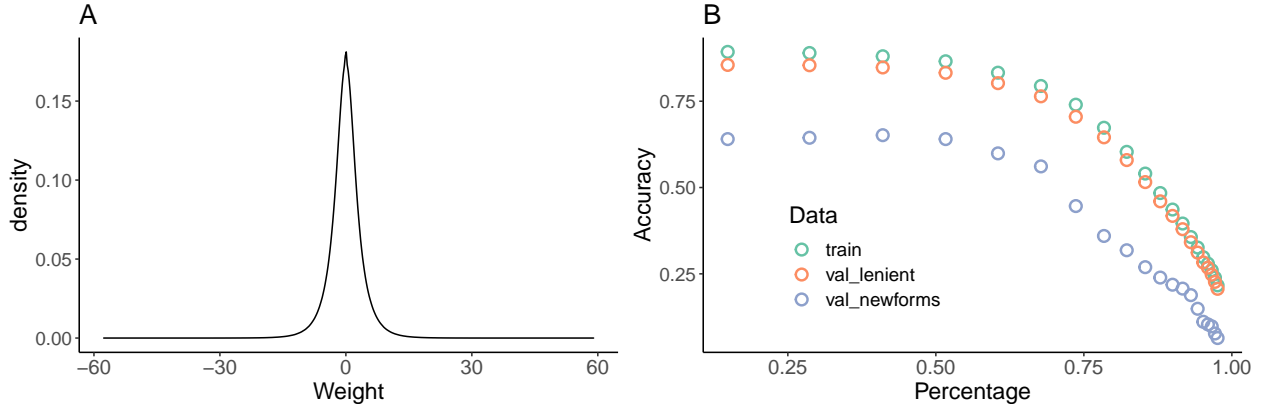 A
density
0.15
0.10
0.05
0.00
−60
−30
0
30
60
Weight
B
Accuracy
0.75
0.50
0.25
Data
train
val_lenient
val_newforms
0.25
0.50
0.75
1.00
Percentage